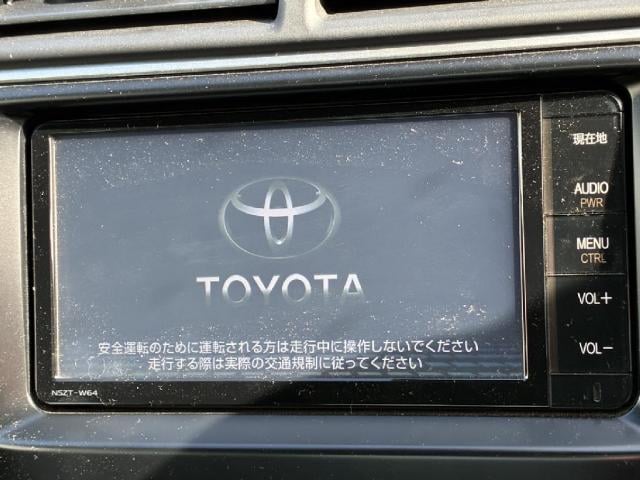 現在地
AUDIO
PWR
MENU
CTRL
VOL+
VOL-
TOYOTA
安全運転のために運転される方は走行中に操作しないでください
走行する際は実際の交通規制に従ってください
NSZT-W64